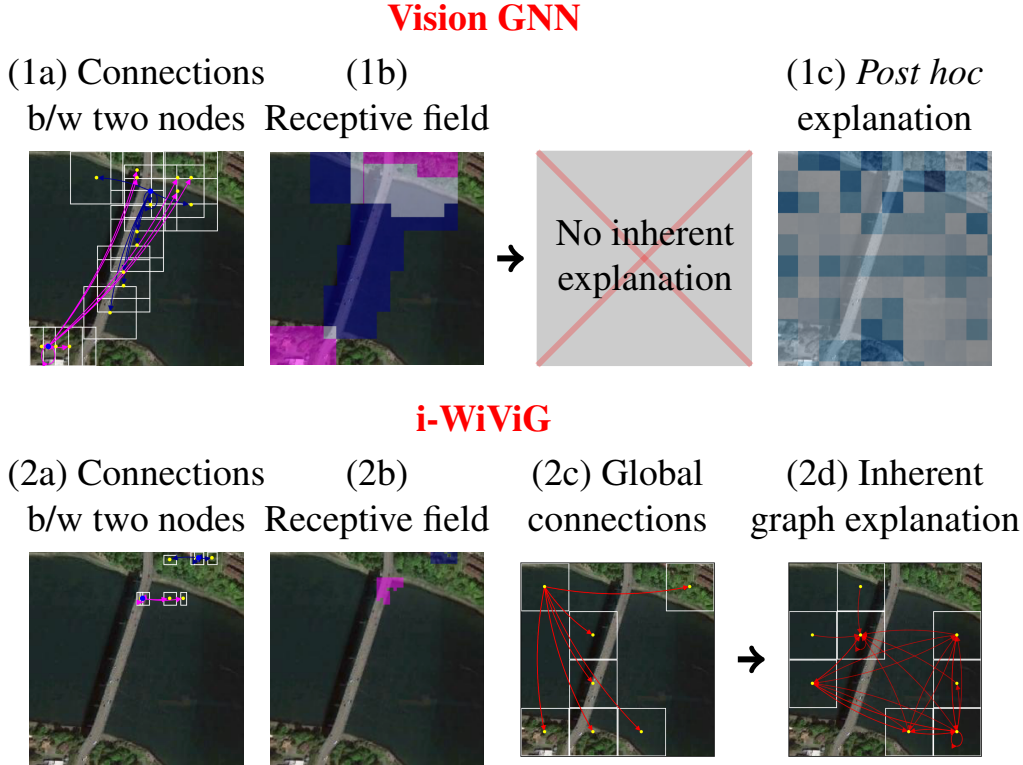 Vision GNN
(1a) Connections
b/w two nodes
(1b)
Receptive field
No inherent
explanation
(1c) Post hoc
explanation
i-WiViG
(2a) Connections
b/w two nodes
(2b)
Receptive field
(2c) Global
connections
(2d) Inherent
graph explanation